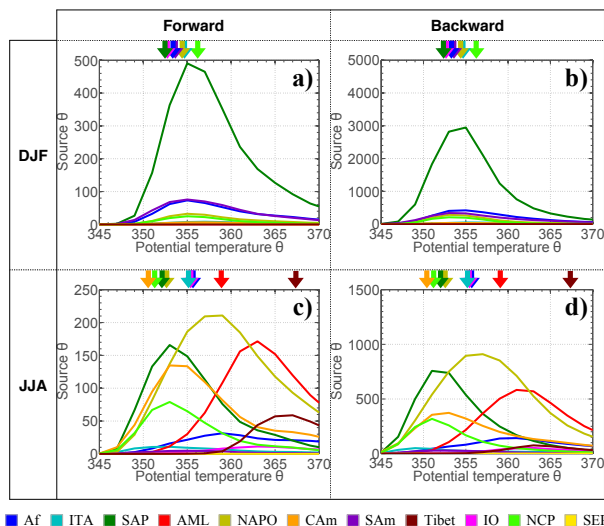 Forward Backward
DJF
a)
500
400
300
200
100
0
345 350 355 360 365 370
Source θ
Potential temperature θ
b)
5000
4000
3000
2000
1000
0
345 350 355 360 365 370
Source θ
Potential temperature θ
JJA
c)
250
200
150
100
50
0
345 350 355 360 365 370
Source θ
Potential temperature θ
d)
1500
1000
500
0
345 350 355 360 365 370
Source θ
Potential temperature θ
Af ITA SAP AML NAPO CAm SAm Tibet IO NCP